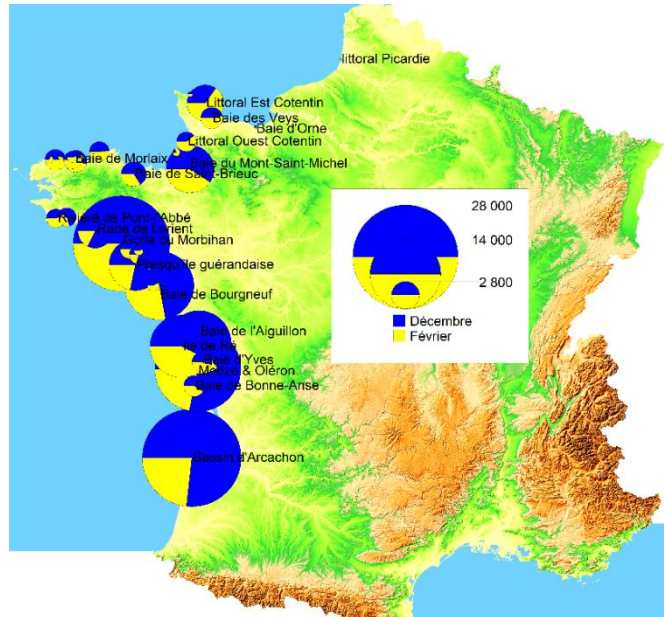 littoral Picardie
Littoral Est Cotentin
Baie des Veys
Baie d'Orne
Littoral Ouest Cotentin
Baie de Morlaix
Baie du Mont-Saint-Michel
Baie de Saint-Brieuc
Rivière de Pont-l'Abbé
Rade de Lorient
Golfe du Morbihan
Presqu'île guérandaise
Baie de Bourgneuf
Baie de l'Aiguillon
Ile de Ré
Baie d'Yves
Moëze & Oléron
Baie de Bonne-Anse
Bassin d'Arcachon
28 000
14 000
2 800
Décembre
Février